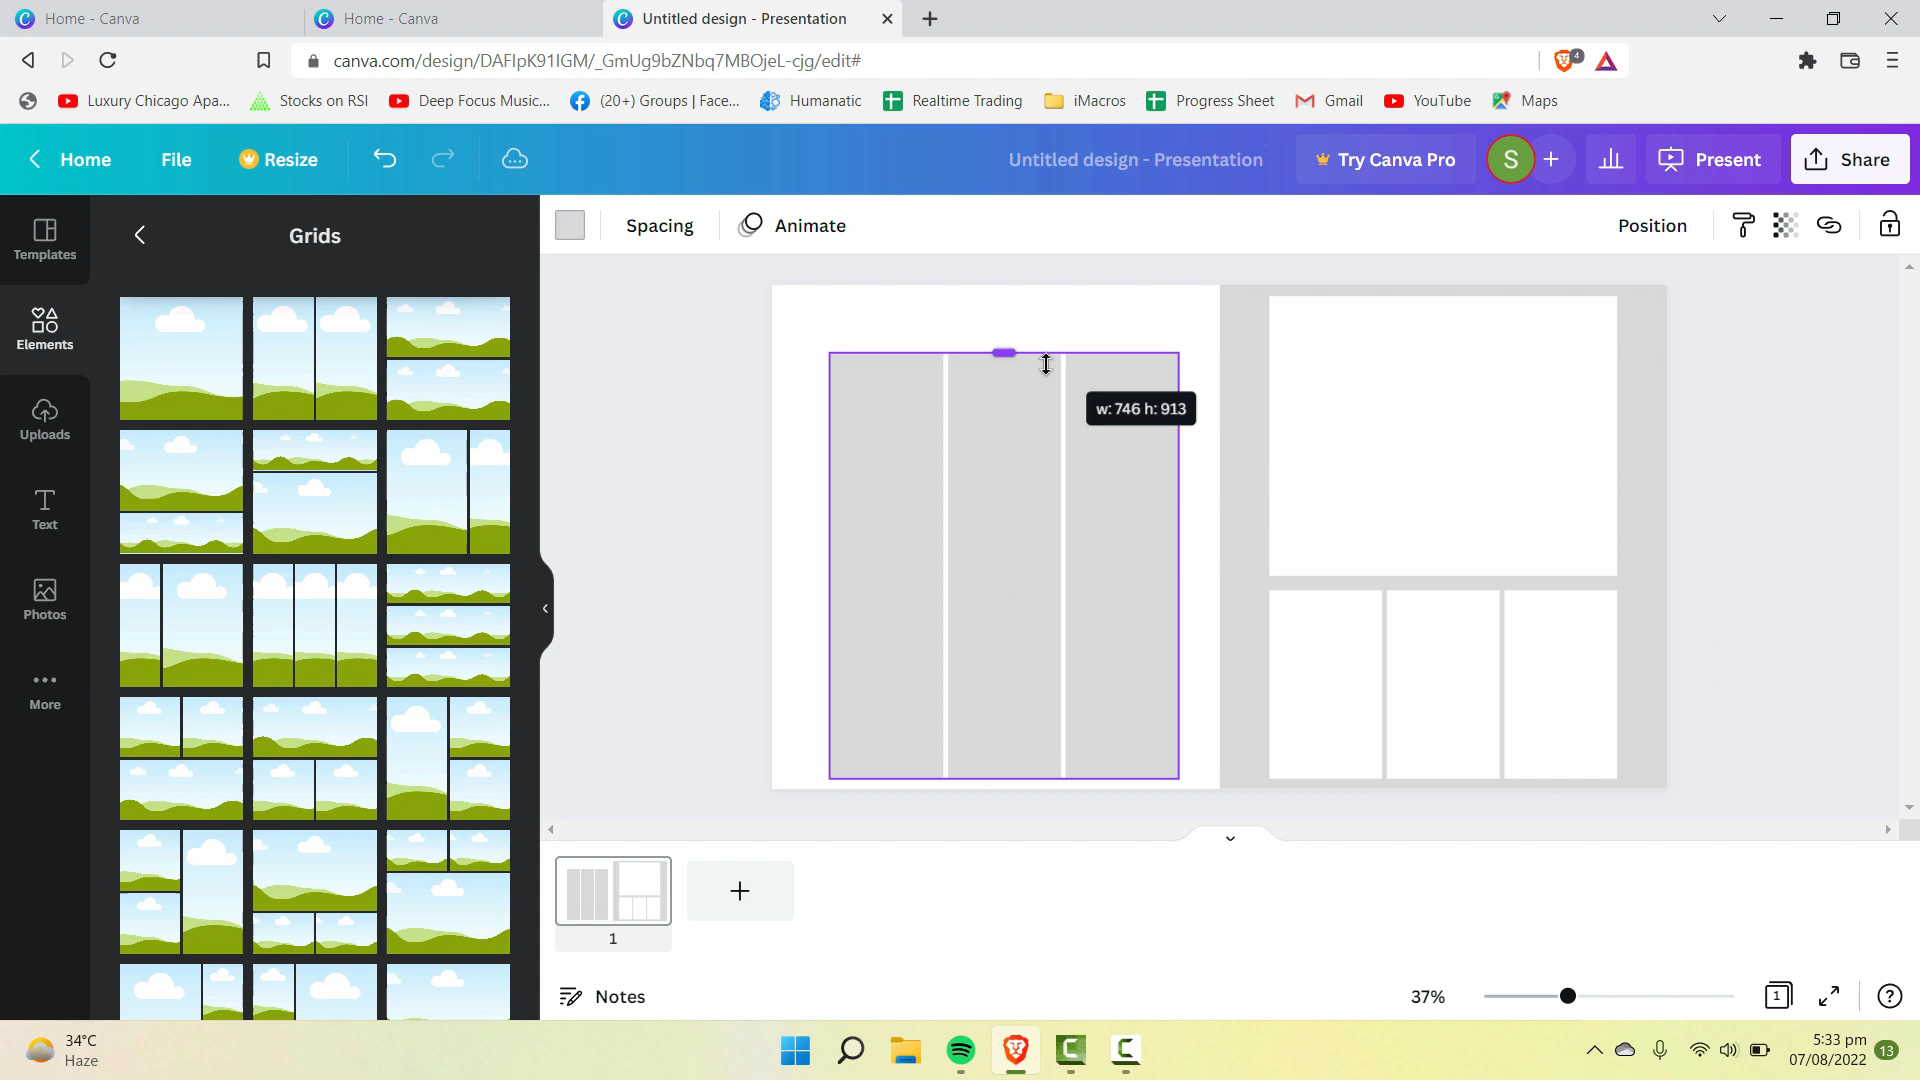 Home - Canva
Home - Canva
Untitled design - Presentation
canva.com/design/DAFIpK91IGM/_GmUg9bZNbq7MBOjeL-cjg/edit#
4
Luxury Chicago Apa...
Stocks on RSI
Deep Focus Music...
(20+) Groups | Face...
Humanatic
Realtime Trading
iMacros
Progress Sheet
Gmail
YouTube
Maps
Home
File
Resize
Untitled design - Presentation
Try Canva Pro
S
Present
Share
Templates
Elements
Uploads
Text
Photos
More
Grids
Spacing
Animate
Position
w: 746 h: 913
1
Notes
37%
1
34°C
Haze
5:33 pm
07/08/2022
13